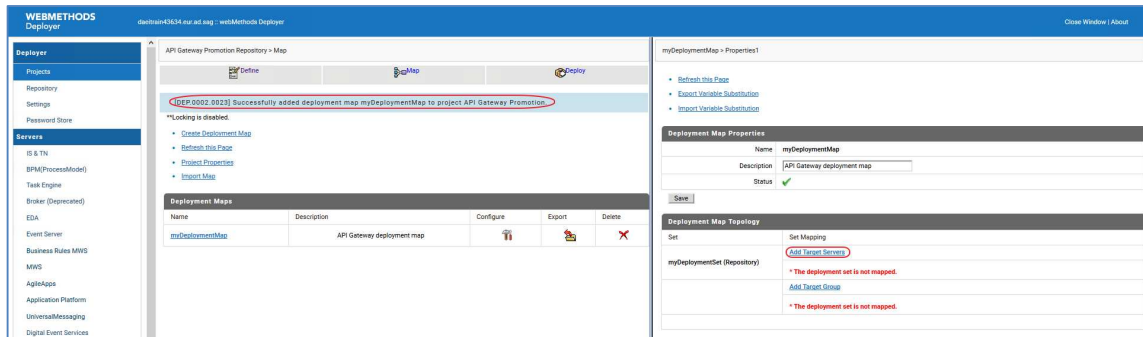 WEBMETHODS
Deployer
daeitrain43634.eur.ad.sag :: webMethods Deployer
Close Window | About
Deployer
Projects
Repository
Settings
Password Store
Servers
IS & TN
BPM(ProcessModel)
Task Engine
Broker (Deprecated)
EDA
Event Server
Business Rules MWS
MWS
AgileApps
Application Platform
UniversalMessaging
Digital Event Services
API Gateway Promotion Repository > Map
Define
Map
Deploy
[DEP.0002.0023] Successfully added deployment map myDeploymentMap to project API Gateway Promotion.
**Locking is disabled.
Create Deployment Map
Refresh this Page
Project Properties
Import Map
Deployment Maps
Name Description Configure Export Delete
myDeploymentMap API Gateway deployment map
myDeploymentMap > Properties1
Refresh this Page
Export Variable Substitution
Import Variable Substitution
Deployment Map Properties
Name myDeploymentMap
Description API Gateway deployment map
Status
Save
Deployment Map Topology
Set Set Mapping
Add Target Servers
myDeploymentSet (Repository)
* The deployment set is not mapped.
Add Target Group
* The deployment set is not mapped.